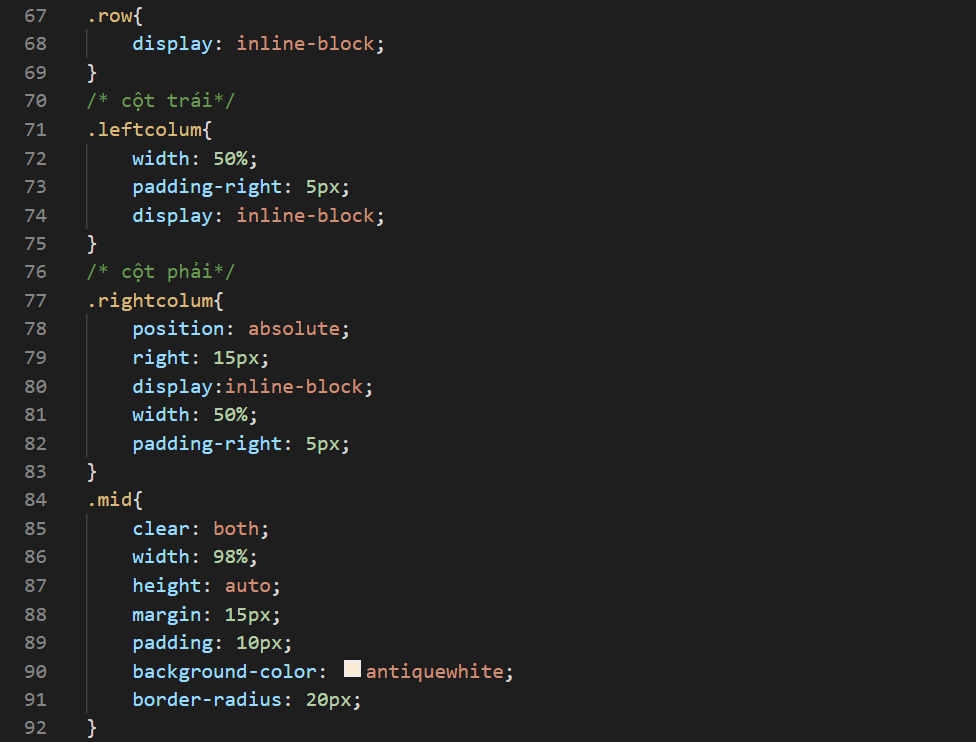 67 .row{
68 display: inline-block;
69 }
70 /* cột trái*/
71 .leftcolum{
72 width: 50%;
73 padding-right: 5px;
74 display: inline-block;
75 }
76 /* cột phải*/
77 .rightcolum{
78 position: absolute;
79 right: 15px;
80 display:inline-block;
81 width: 50%;
82 padding-right: 5px;
83 }
84 .mid{
85 clear: both;
86 width: 98%;
87 height: auto;
88 margin: 15px;
89 padding: 10px;
90 background-color: antiquewhite;
91 border-radius: 20px;
92 }